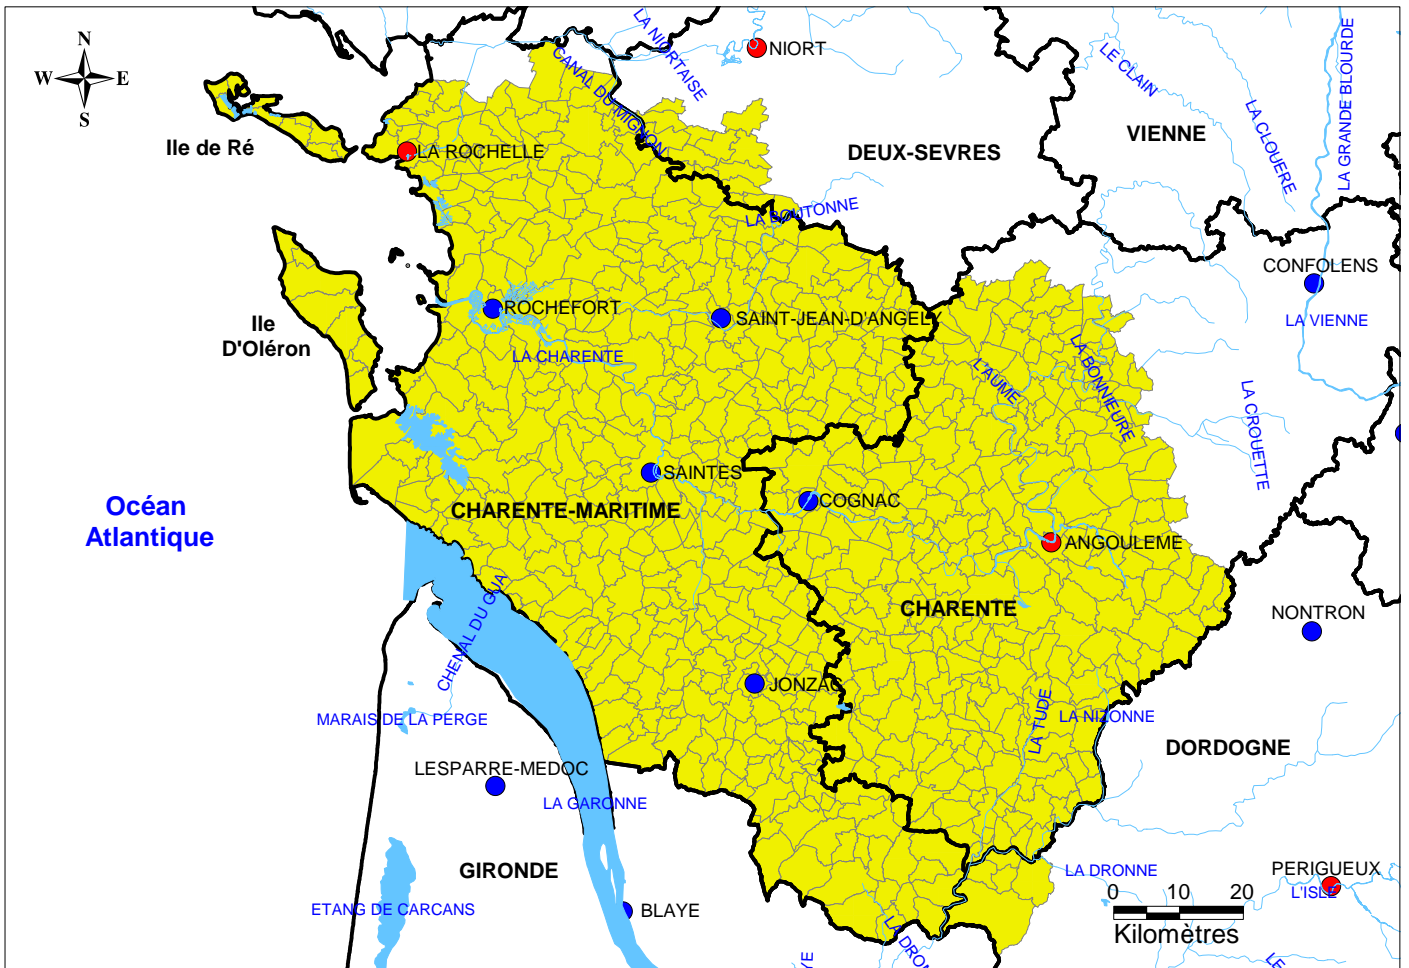 N
W
E
S
NIORT
LA NIORTAISE
CANAL DU MIGNON
LE CLAIN
LA CLOUERE
LA GRANDE BLOURDE
VIENNE
DEUX-SEVRES
Ile de Ré
LA ROCHELLE
LA BOUTONNE
CONFOLENS
LA VIENNE
ROCHEFORT
SAINT-JEAN-D'ANGELY
Ile
D'Oléron
LA CHARENTE
L'AUME
LA BONNIEURE
LA CROUETTE
SAINTES
COGNAC
CHARENTE-MARITIME
Océan
Atlantique
ANGOULEME
CHARENTE
NONTRON
CHENAL DU GUA
JONZAC
LA TUDE
LA NIZONNE
MARAIS DE LA PERGE
DORDOGNE
LESPARRE-MEDOC
LA GARONNE
GIRONDE
LA DRONNE
PERIGUEUX
L'ISLE
0 10 20
Kilomètres
ETANG DE CARCANS
BLAYE
LA DRON
YE
LE